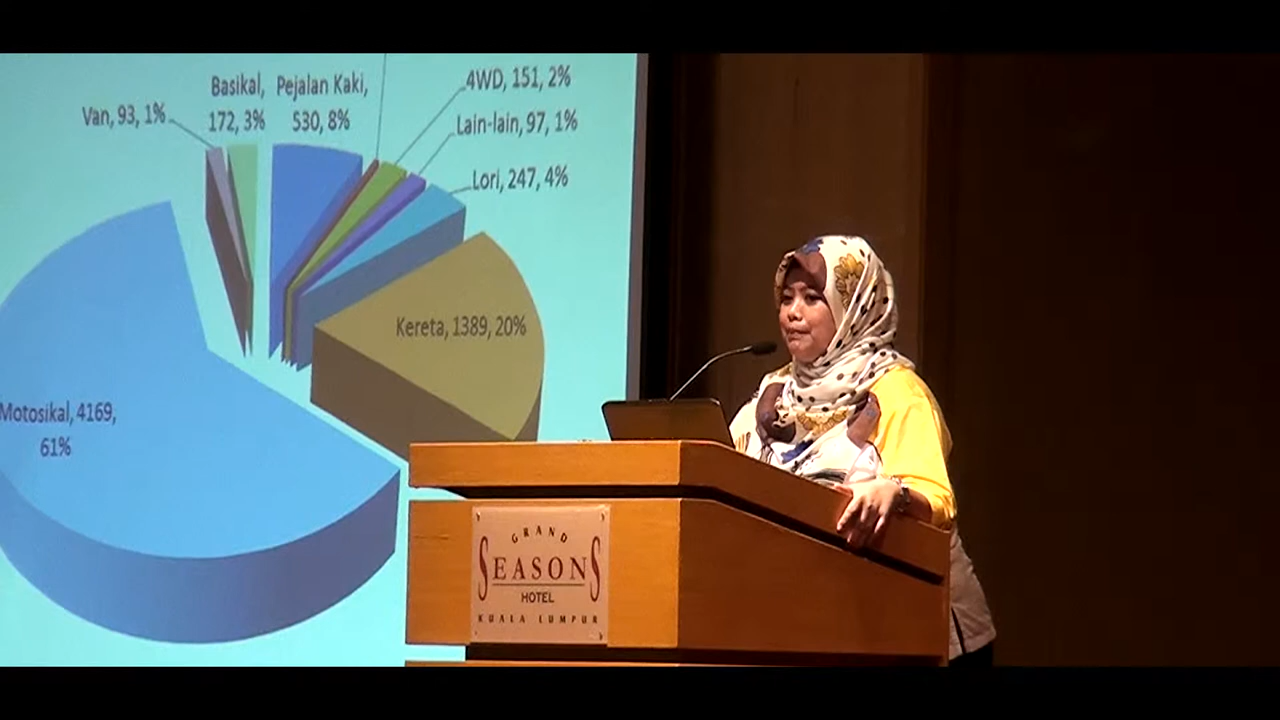 Basikal,
172, 3%
Pejalan Kaki,
530, 8%
4WD, 151, 2%
Van, 93, 1%
Lain-lain, 97, 1%
Lori, 247, 4%
Kereta, 1389, 20%
Motosikal, 4169,
61%
GRAND
SEASONS
HOTEL
KUALA LUMPUR